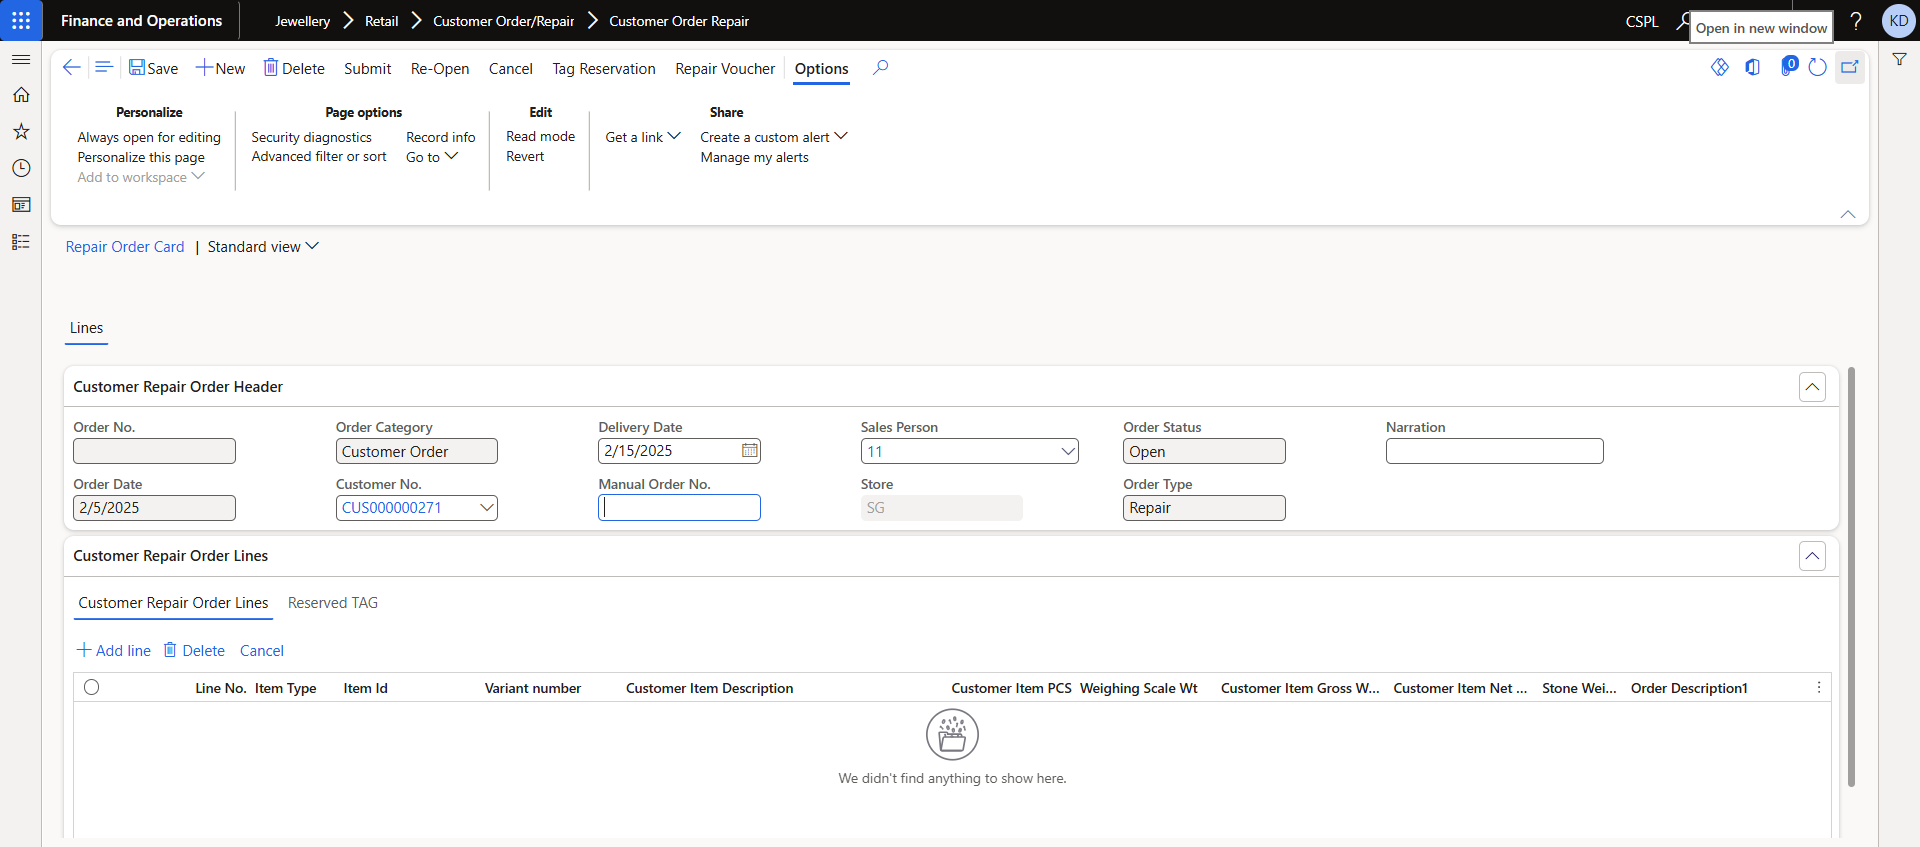 Finance and Operations
Jewellery
Retail
Customer Order/Repair
Customer Order Repair
CSPL
Open in new window
?
KD
Save
New
Delete
Submit
Re-Open
Cancel
Tag Reservation
Repair Voucher
Options
0
Personalize
Always open for editing
Personalize this page
Add to workspace
Page options
Security diagnostics
Advanced filter or sort
Record info
Go to
Edit
Read mode
Revert
Get a link
Share
Create a custom alert
Manage my alerts
Repair Order Card | Standard view
Lines
Customer Repair Order Header
Order No.
Order Category
Customer Order
Delivery Date
2/15/2025
Sales Person
11
Order Status
Open
Narration
Order Date
2/5/2025
Customer No.
CUS000000271
Manual Order No.
Store
SG
Order Type
Repair
Customer Repair Order Lines
Customer Repair Order Lines
Reserved TAG
Add line
Delete
Cancel
Line No.
Item Type
Item Id
Variant number
Customer Item Description
Customer Item PCS
Weighing Scale Wt
Customer Item Gross W...
Customer Item Net ...
Stone Wei...
Order Description1
We didn't find anything to show here.